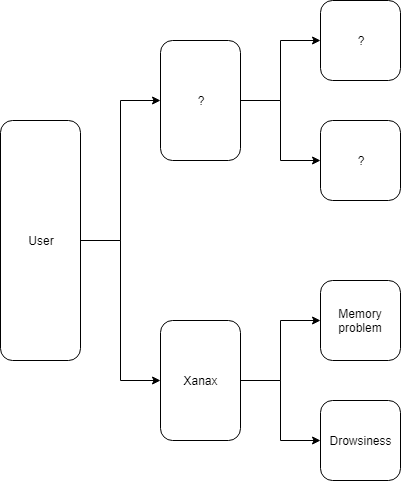 ?
?
?
User
Memory
problem
Xanax
Drowsiness